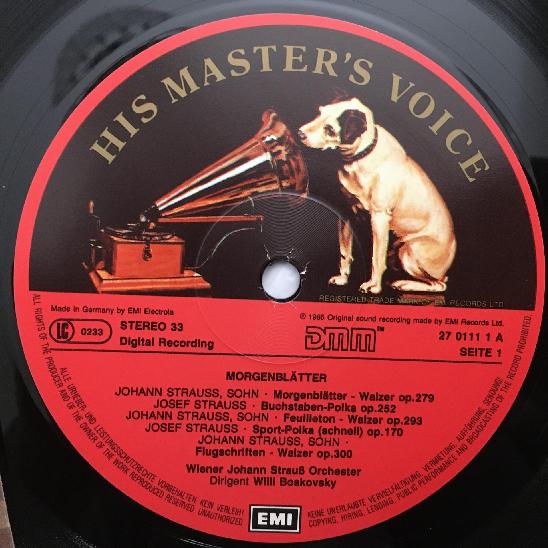 HIS MASTER'S VOICE
REGISTERED TRADE MARK OF EMI RECORDS LTD
Made in Germany by EMI Electrola
LC 0233
STEREO 33
Digital Recording
℗ 1985 Original sound recording made by EMI Records Ltd.
DMM™
27 0111 1 A
SEITE 1
MORGENBLÄTTER
JOHANN STRAUSS, SOHN · Morgenblätter - Walzer op.279
JOSEF STRAUSS · Buchstaben-Polka op.252
JOHANN STRAUSS, SOHN · Feuilleton - Walzer op.293
JOSEF STRAUSS · Sport-Polka (schnell) op.170
JOHANN STRAUSS, SOHN ·
Flugschriften - Walzer op.300
Wiener Johann Strauß Orchester
Dirigent Willi Boskovsky
EMI
ALL RIGHTS OF THE PRODUCER AND OF THE OWNER OF THE WORK REPRODUCED RESERVED UNAUTHORIZED
COPYING, HIRING, LENDING, PUBLIC PERFORMANCE AND BROADCASTING OF THE RECORD PROHIBITED.
ALLE URHEBER- UND LEISTUNGSSCHUTZRECHTE VORBEHALTEN KEIN VERLEIH!
KEINE UNERLAUBTE VERVIELFÄLTIGUNG, VERMIETUNG, AUFFÜHRUNG, SENDUNG!